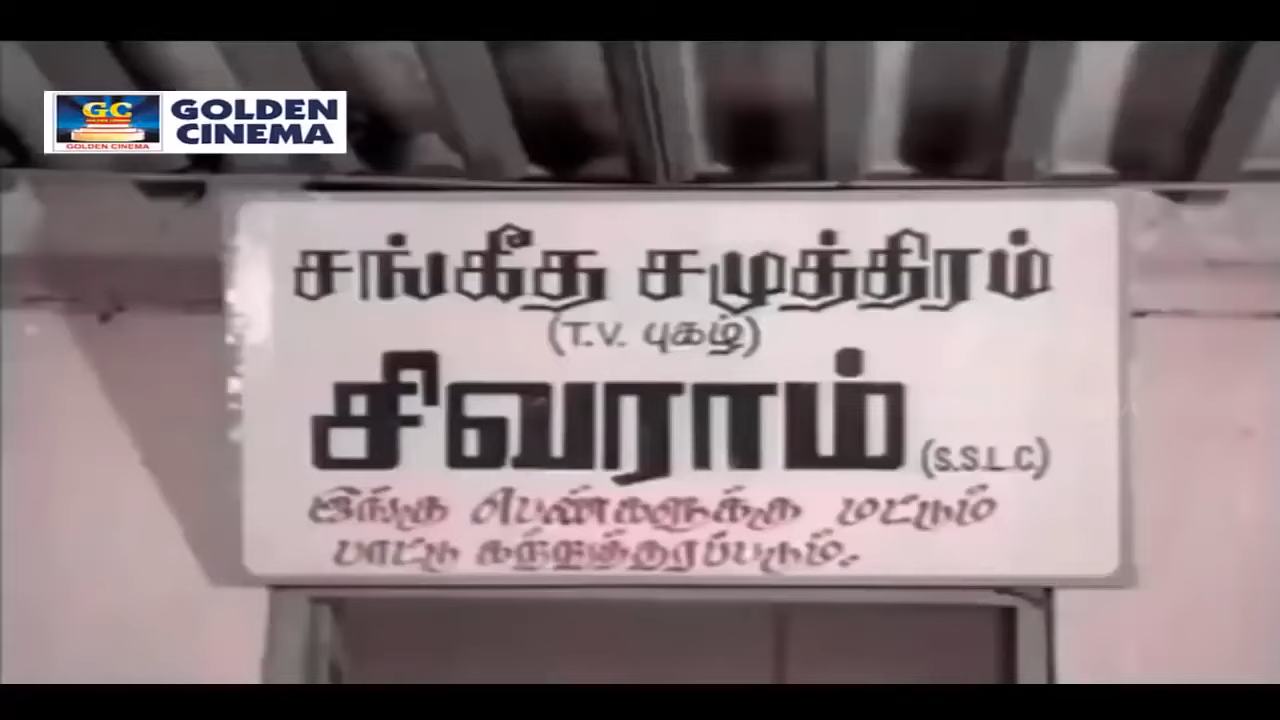 GC
GOLDEN CINEMA
GOLDEN
CINEMA
சங்கீத சமுத்திரம்
(T.V. புகழ்)
சிவராம் (S.S.L.C.)
இங்கு பெண்களுக்கு மட்டும்
பாட்டு கற்றுத்தரப்படும்.